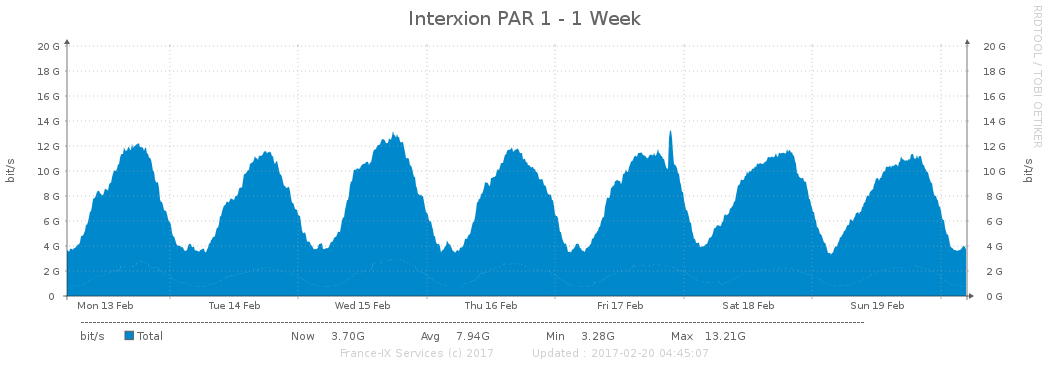 Interxion PAR 1 - 1 Week
RRDTOOL / TOBI OETIKER
20 G 20 G
18 G 18 G
16 G 16 G
14 G 14 G
12 G 12 G
10 G 10 G
8 G 8 G
6 G 6 G
4 G 4 G
2 G 2 G
0 0 G
bit/s
bit/s
Mon 13 Feb Tue 14 Feb Wed 15 Feb Thu 16 Feb Fri 17 Feb Sat 18 Feb Sun 19 Feb
bit/s Total Now 3.70G Avg 7.94G Min 3.28G Max 13.21G
France-IX Services (c) 2017 Updated : 2017-02-20 04:45:07